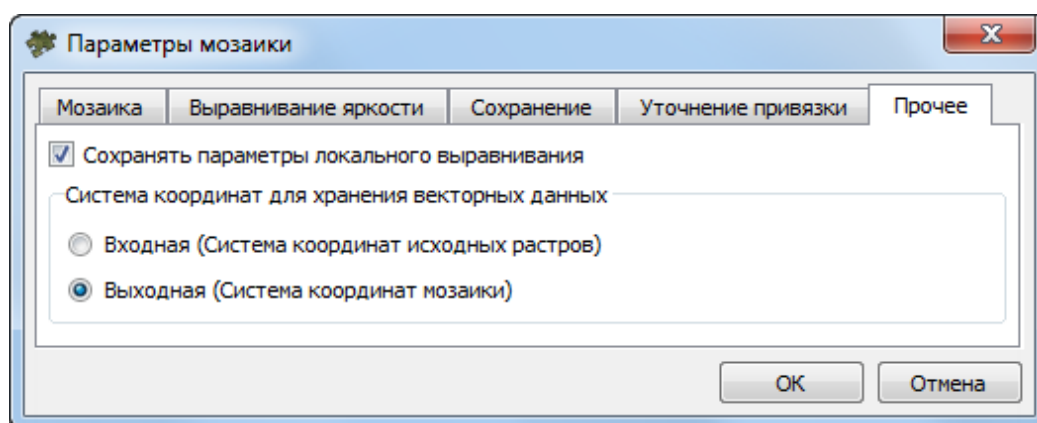 Параметры мозаики
Мозаика Выравнивание яркости Сохранение Уточнение привязки Прочее
Сохранять параметры локального выравнивания
Система координат для хранения векторных данных
Входная (Система координат исходных растров)
Выходная (Система координат мозаики)
ОК Отмена